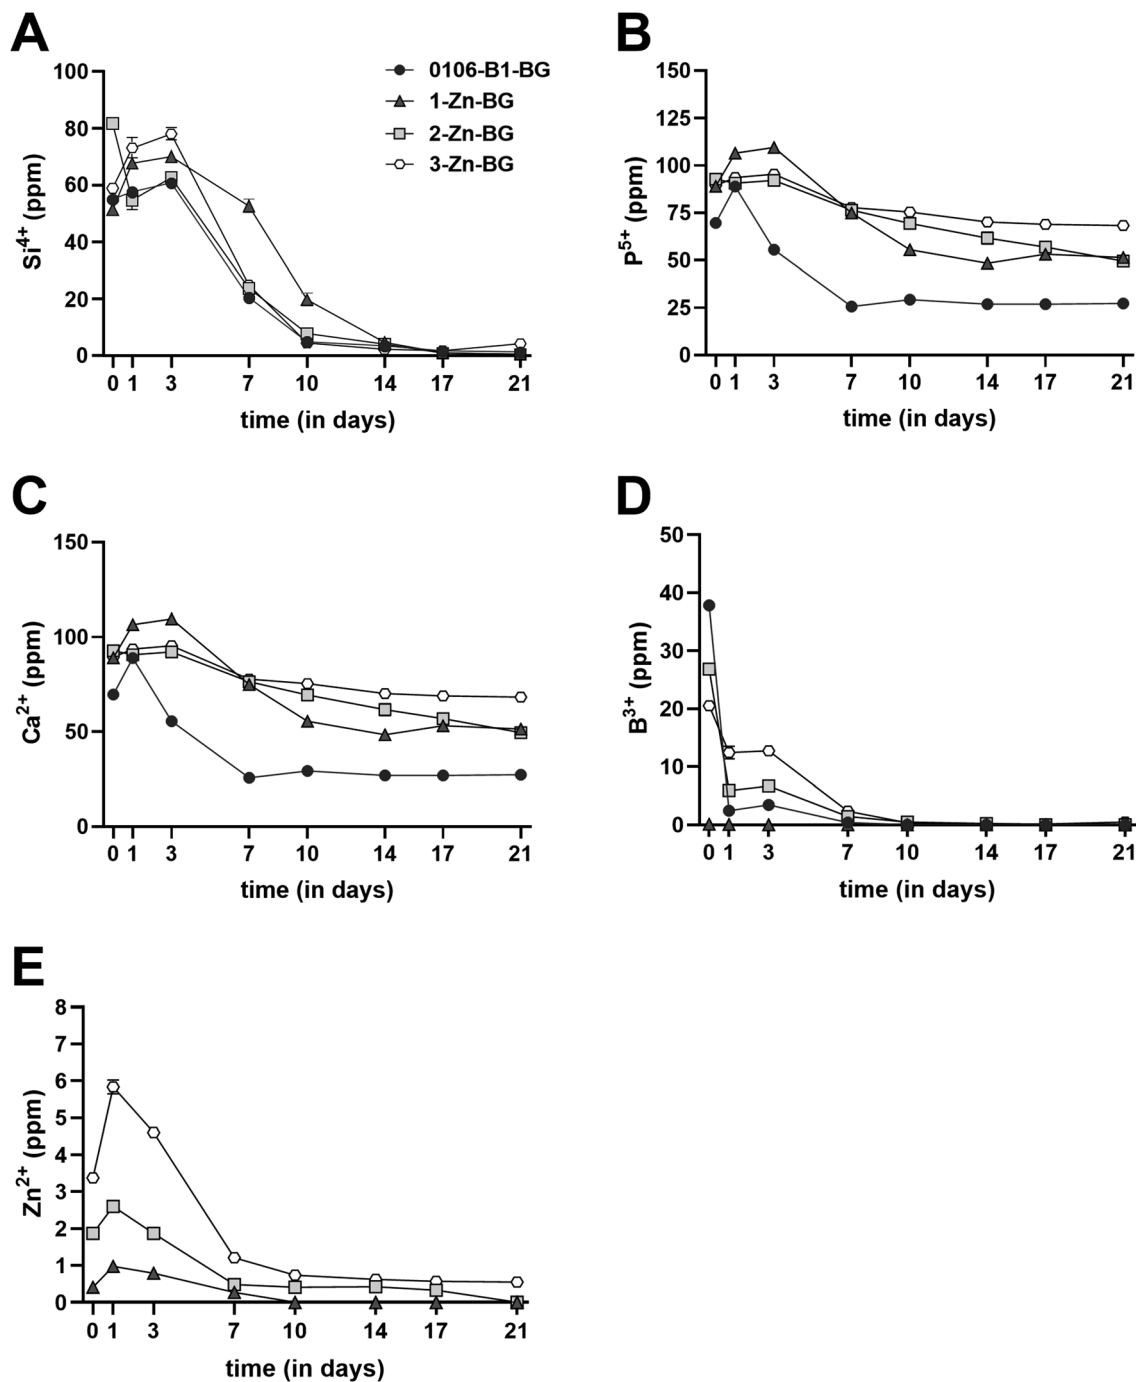 A
100
80
60
40
20
0
Si4+ (ppm)
0 1 3 7 10 14 17 21
time (in days)
0106-B1-BG
1-Zn-BG
2-Zn-BG
3-Zn-BG
B
150
125
100
75
50
25
0
P5+ (ppm)
0 1 3 7 10 14 17 21
time (in days)
C
150
100
50
0
Ca2+ (ppm)
0 1 3 7 10 14 17 21
time (in days)
D
50
40
30
20
10
0
B3+ (ppm)
0 1 3 7 10 14 17 21
time (in days)
E
8
7
6
5
4
3
2
1
0
Zn2+ (ppm)
0 1 3 7 10 14 17 21
time (in days)